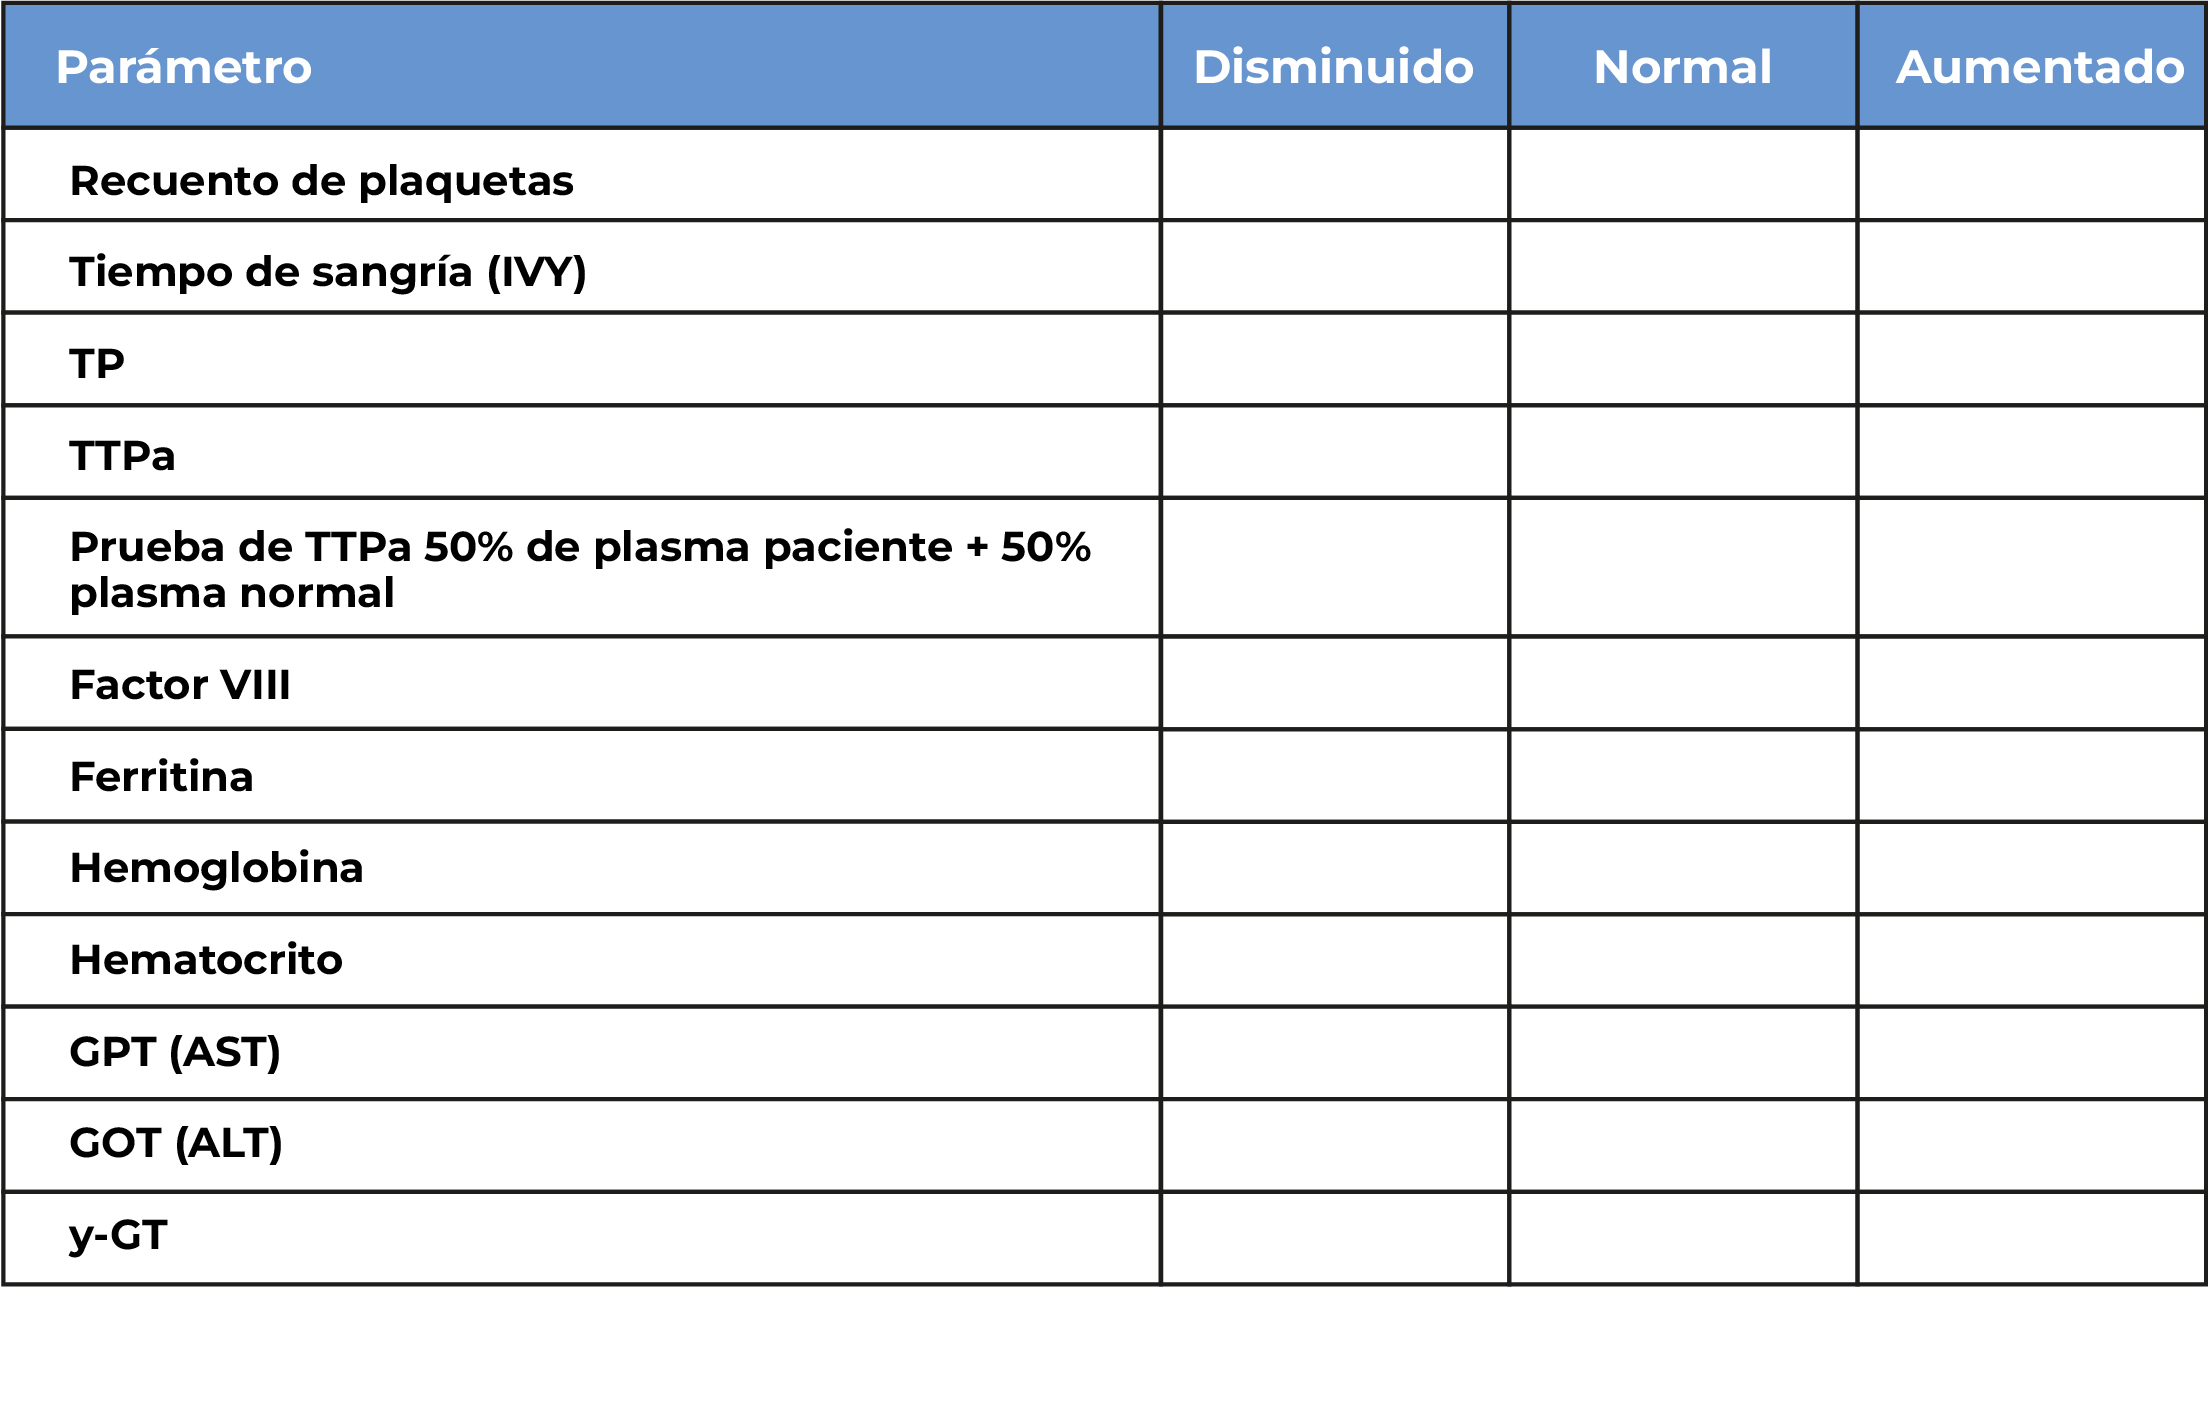 Parámetro Disminuido Normal Aumentado
Recuento de plaquetas
Tiempo de sangría (IVY)
TP
TTPa
Prueba de TTPa 50% de plasma paciente + 50%
plasma normal
Factor VIII
Ferritina
Hemoglobina
Hematocrito
GPT (AST)
GOT (ALT)
y-GT